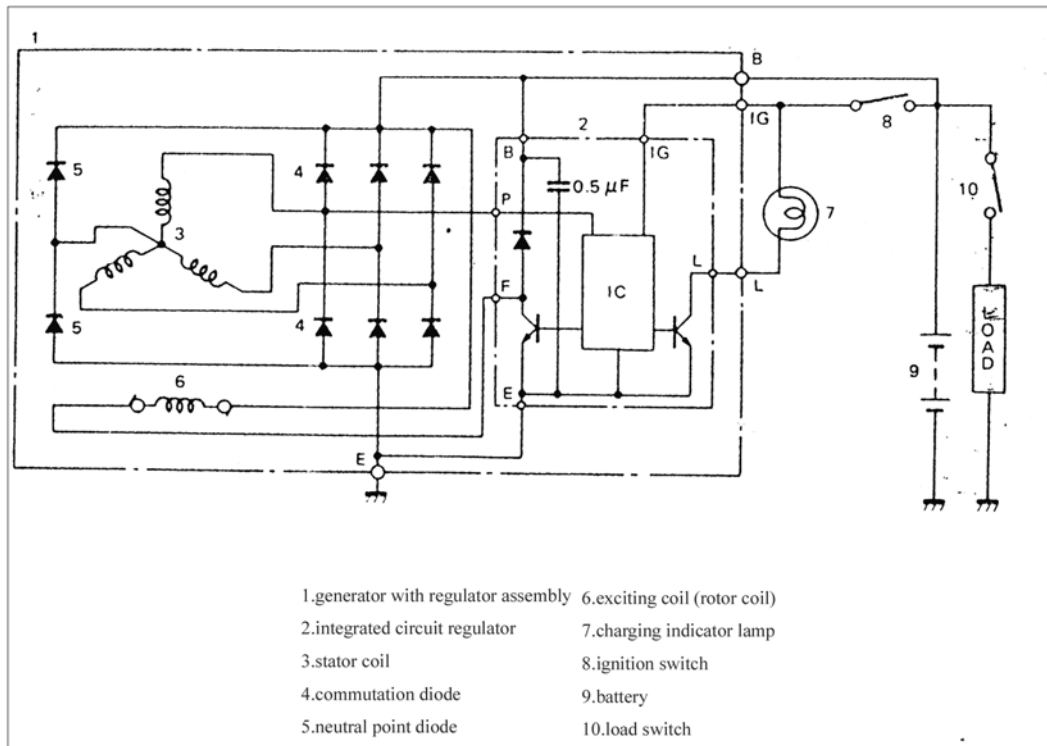 1
B
IG
8
2
B
IG
5
4
0.5 µF
10
7
P
3
IC
L
L
LOAD
F
5
4
9
6
E
E
1.generator with regulator assembly 6.exciting coil (rotor coil)
2.integrated circuit regulator 7.charging indicator lamp
3.stator coil 8.ignition switch
4.commutation diode 9.battery
5.neutral point diode 10.load switch